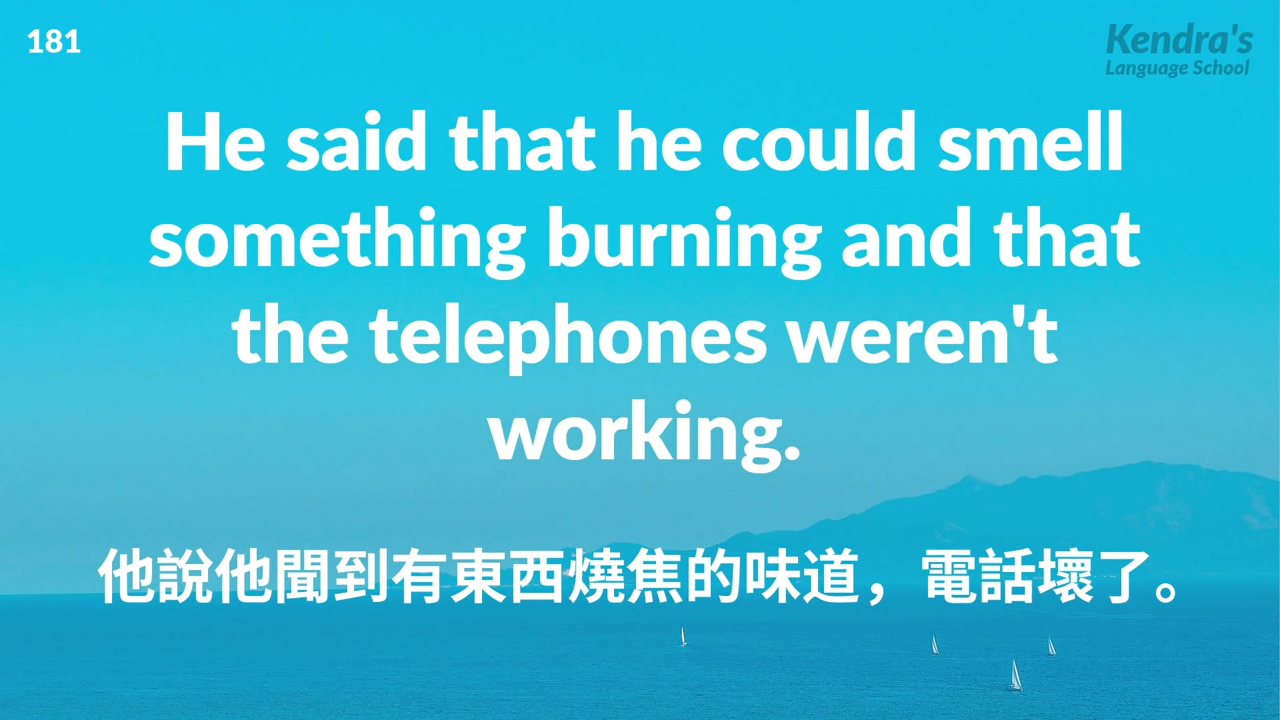 181
Kendra's
Language School
He said that he could smell
something burning and that
the telephones weren't
working.
他說他聞到有東西燒焦的味道，電話壞了。